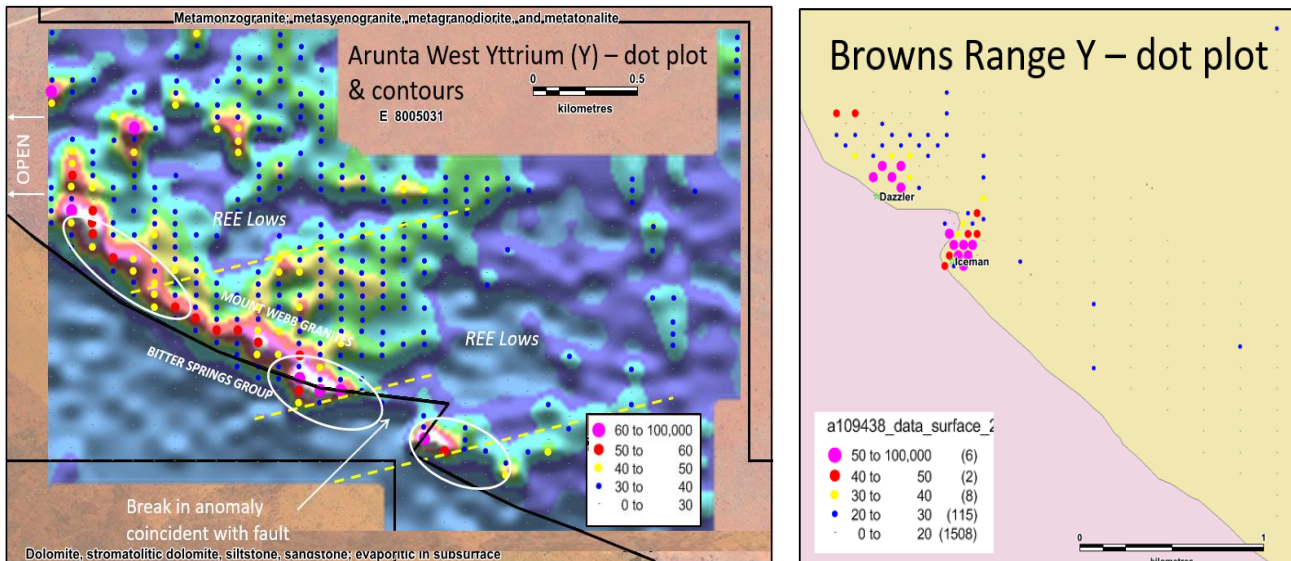 Metamonzogranite; metasyenogranite, metagranodiorite, and metatonalite
Arunta West Yttrium (Y) – dot plot
& contours
0 0.5
kilometres
E 8005031
OPEN
REE Lows
MOUNT WEBB GRANITES
REE Lows
BITTER SPRINGS GROUP
60 to 100,000
50 to 60
40 to 50
30 to 40
0 to 30
Break in anomaly
coincident with fault
Dolomite, stromatolitic dolomite, siltstone, sandstone; evaporitic in subsurface
Browns Range Y – dot plot
Dazzler
Iceman
a109438_data_surface_2
50 to 100,000 (6)
40 to 50 (2)
30 to 40 (8)
20 to 30 (115)
0 to 20 (1508)
0 1
kilometres